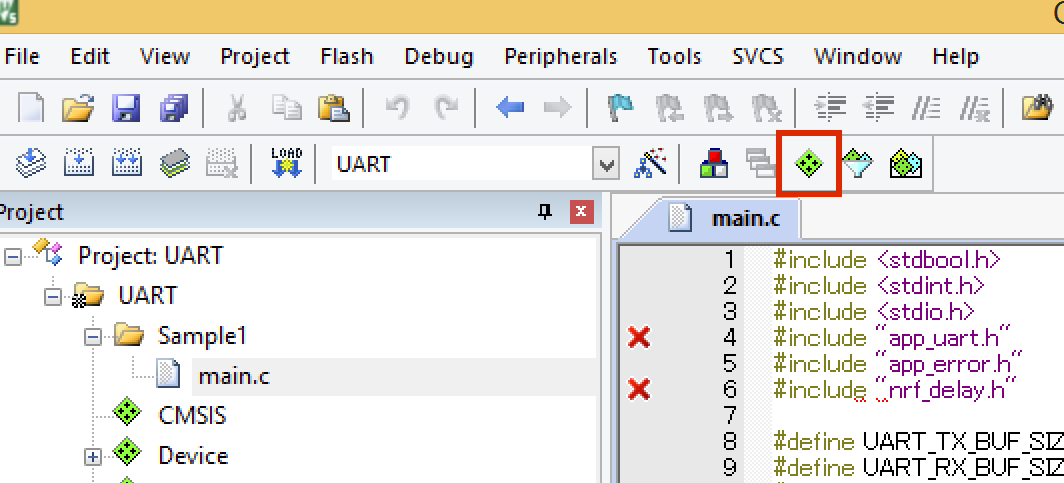 File Edit View Project Flash Debug Peripherals Tools SVCS Window Help
LOAD UART
Project
main.c
Project: UART
UART
Sample1
main.c
CMSIS
Device
1 #include <stdbool.h>
2 #include <stdint.h>
3 #include <stdio.h>
4 #include "app_uart.h"
5 #include "app_error.h"
6 #include "nrf_delay.h"
7
8 #define UART_TX_BUF_SIZ
9 #define UART_RX_BUF_SIZ